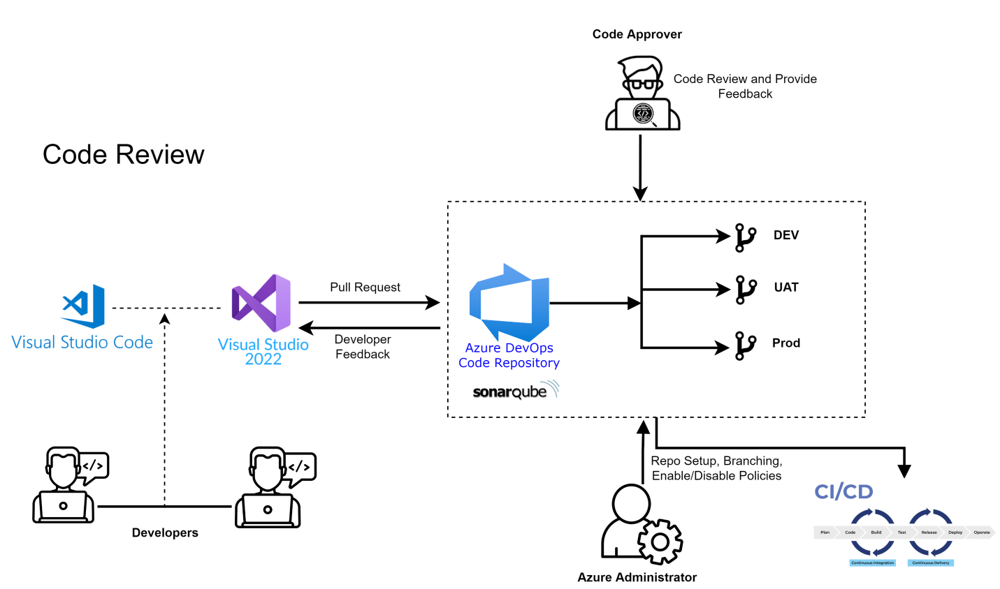 Code Approver
Code Review and Provide
Feedback
Code Review
DEV
UAT
Prod
Pull Request
Developer
Feedback
Visual Studio Code
Visual Studio
2022
Azure DevOps
Code Repository
sonarqube
</>
</>
Developers
Repo Setup, Branching,
Enable/Disable Policies
Azure Administrator
CI/CD
Plan Code Build Test Release Deploy Operate
Continuous Integration
Continuous Delivery